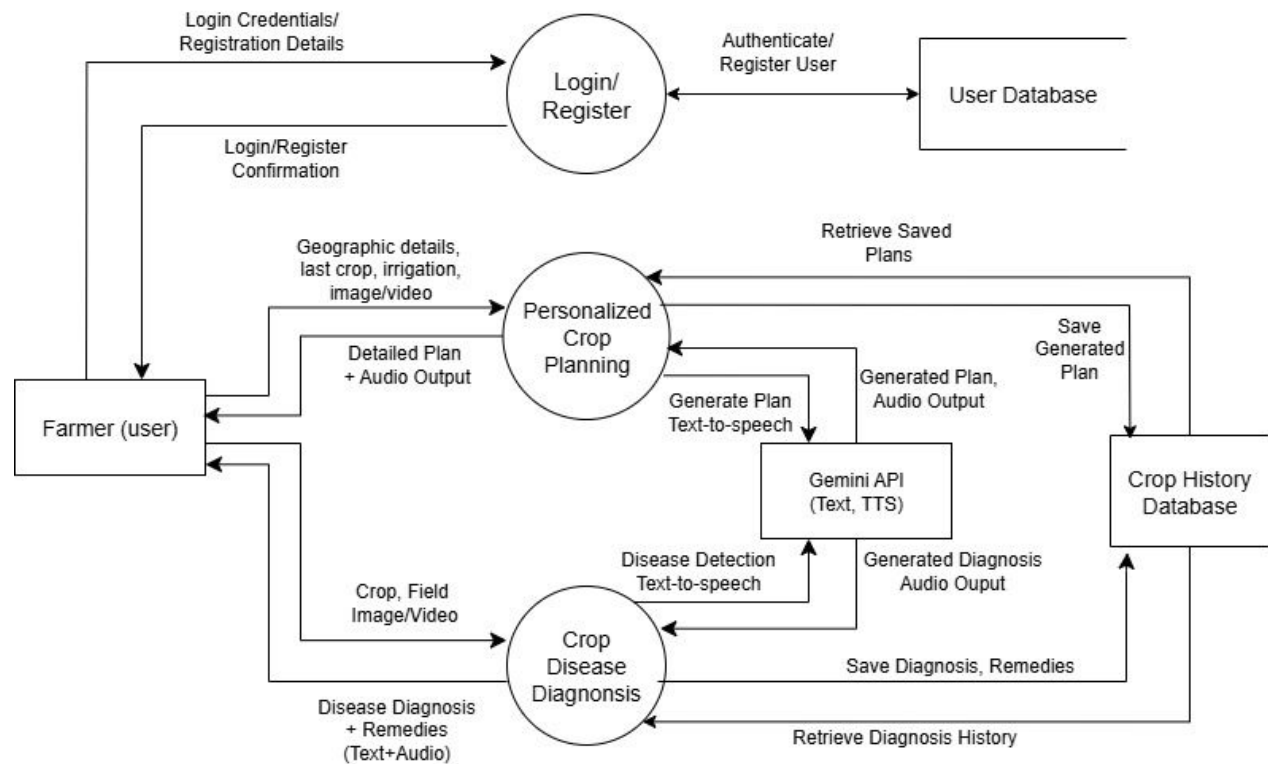 Login Credentials/
Registration Details
Login/
Register
Authenticate/
Register User
User Database
Login/Register
Confirmation
Geographic details,
last crop, irrigation,
image/video
Personalized
Crop
Planning
Retrieve Saved
Plans
Save
Generated
Plan
Detailed Plan
+ Audio Output
Generate Plan
Text-to-speech
Generated Plan,
Audio Output
Farmer (user)
Gemini API
(Text, TTS)
Crop History
Database
Disease Detection
Text-to-speech
Generated Diagnosis
Audio Ouput
Crop, Field
Image/Video
Crop
Disease
Diagnonsis
Save Diagnosis, Remedies
Disease Diagnosis
+ Remedies
(Text+Audio)
Retrieve Diagnosis History